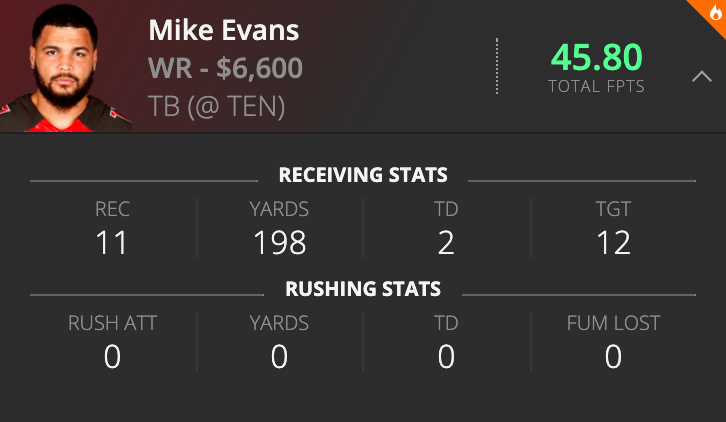 Mike Evans
WR - $6,600
TB (@ TEN)
45.80
TOTAL FPTS
RECEIVING STATS
REC YARDS TD TGT
11 198 2 12
RUSHING STATS
RUSH ATT YARDS TD FUM LOST
0 0 0 0